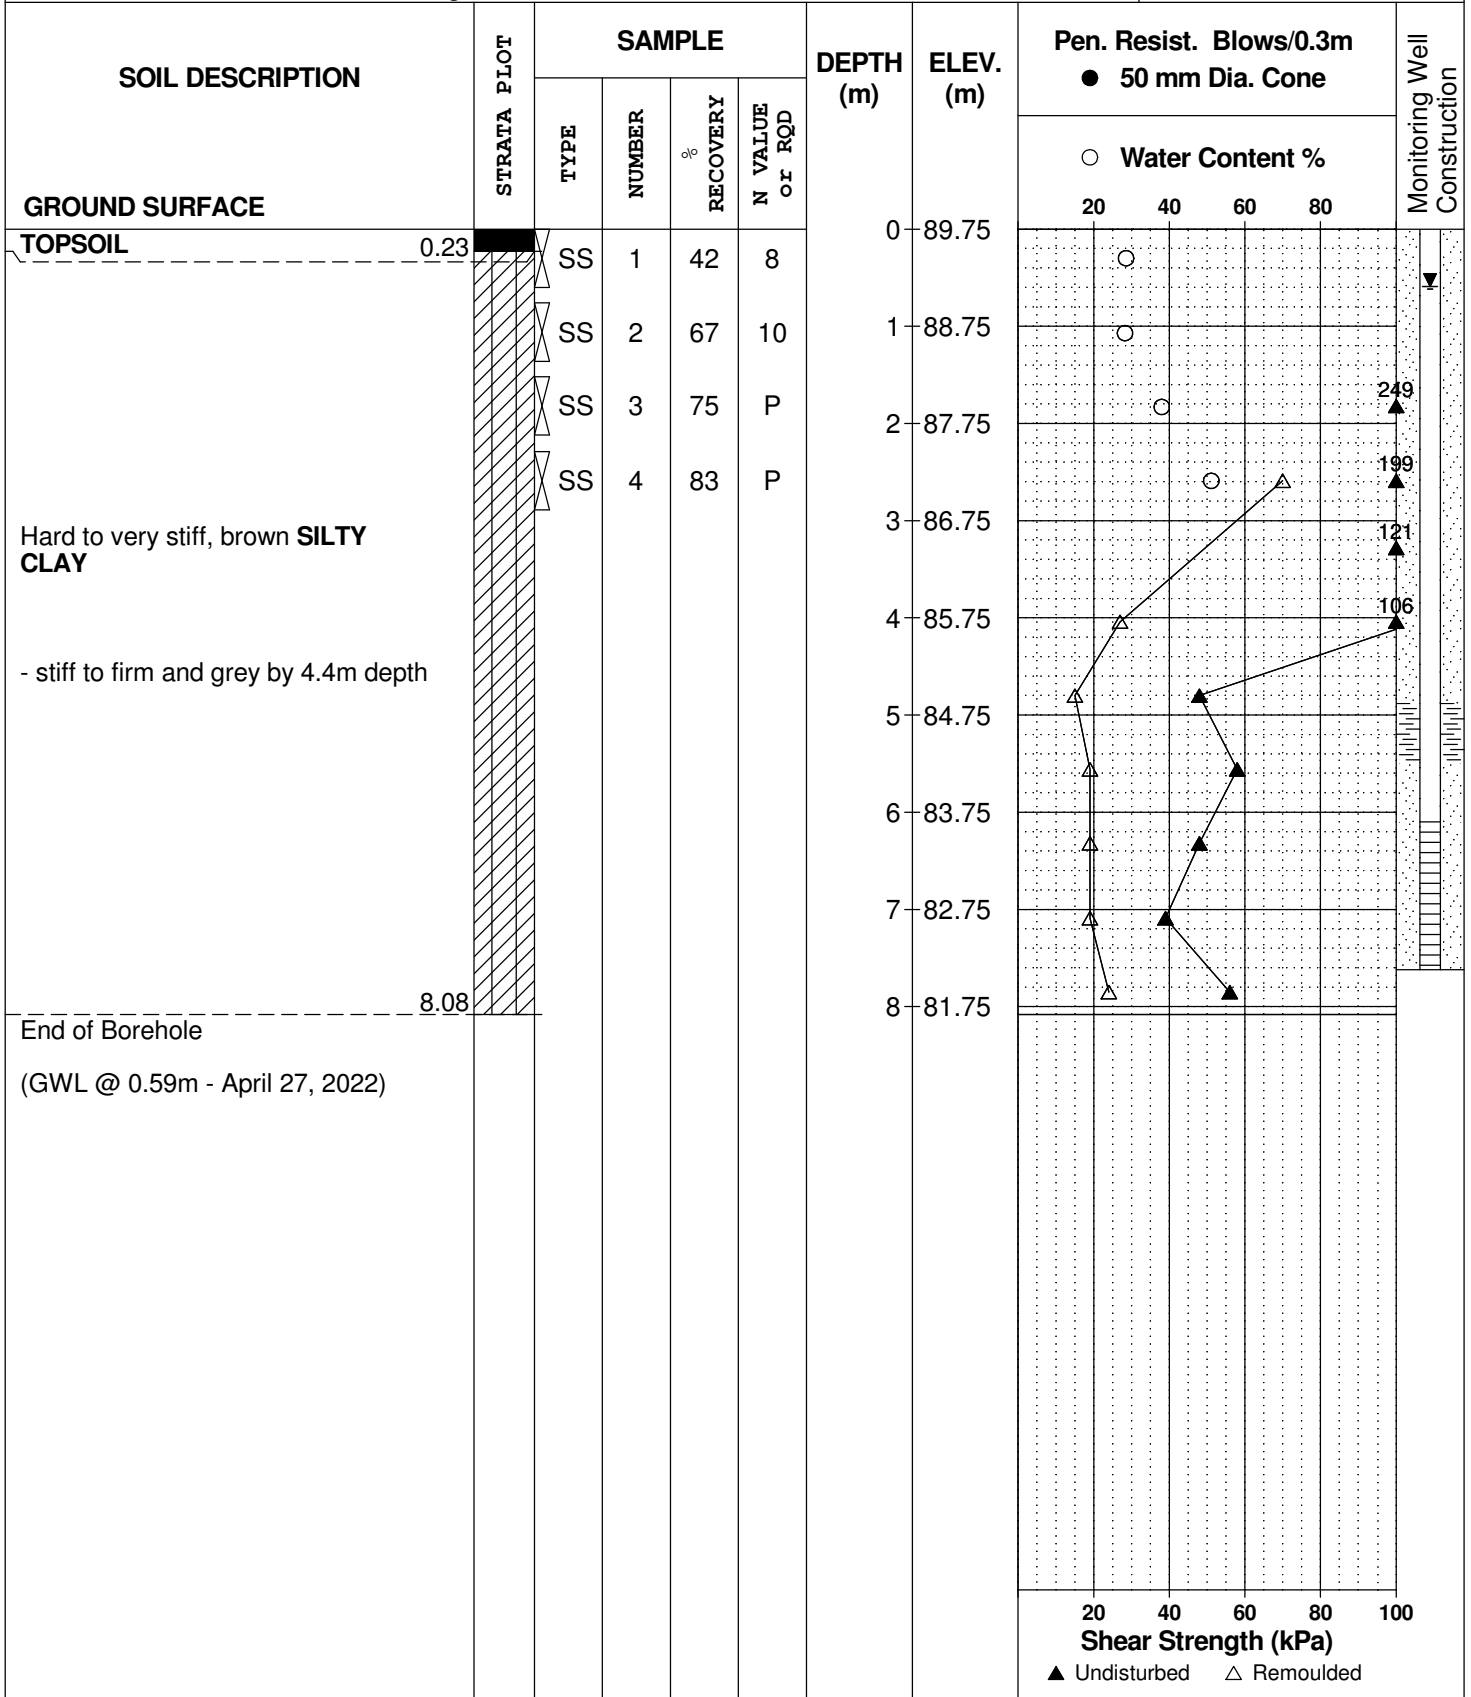 SOIL DESCRIPTION
GROUND SURFACE
STRATA PLOT
SAMPLE
TYPE
NUMBER
% RECOVERY
N VALUE or RQD
DEPTH (m)
ELEV. (m)
Pen. Resist. Blows/0.3m
● 50 mm Dia. Cone
○ Water Content %
20 40 60 80
Monitoring Well Construction
TOPSOIL 0.23
SS 1 42 8
SS 2 67 10
SS 3 75 P
SS 4 83 P
Hard to very stiff, brown SILTY
CLAY
- stiff to firm and grey by 4.4m depth
8.08
End of Borehole
(GWL @ 0.59m - April 27, 2022)
0 89.75
1 88.75
2 87.75
3 86.75
4 85.75
5 84.75
6 83.75
7 82.75
8 81.75
249
199
121
106
20 40 60 80 100
Shear Strength (kPa)
▲ Undisturbed △ Remoulded